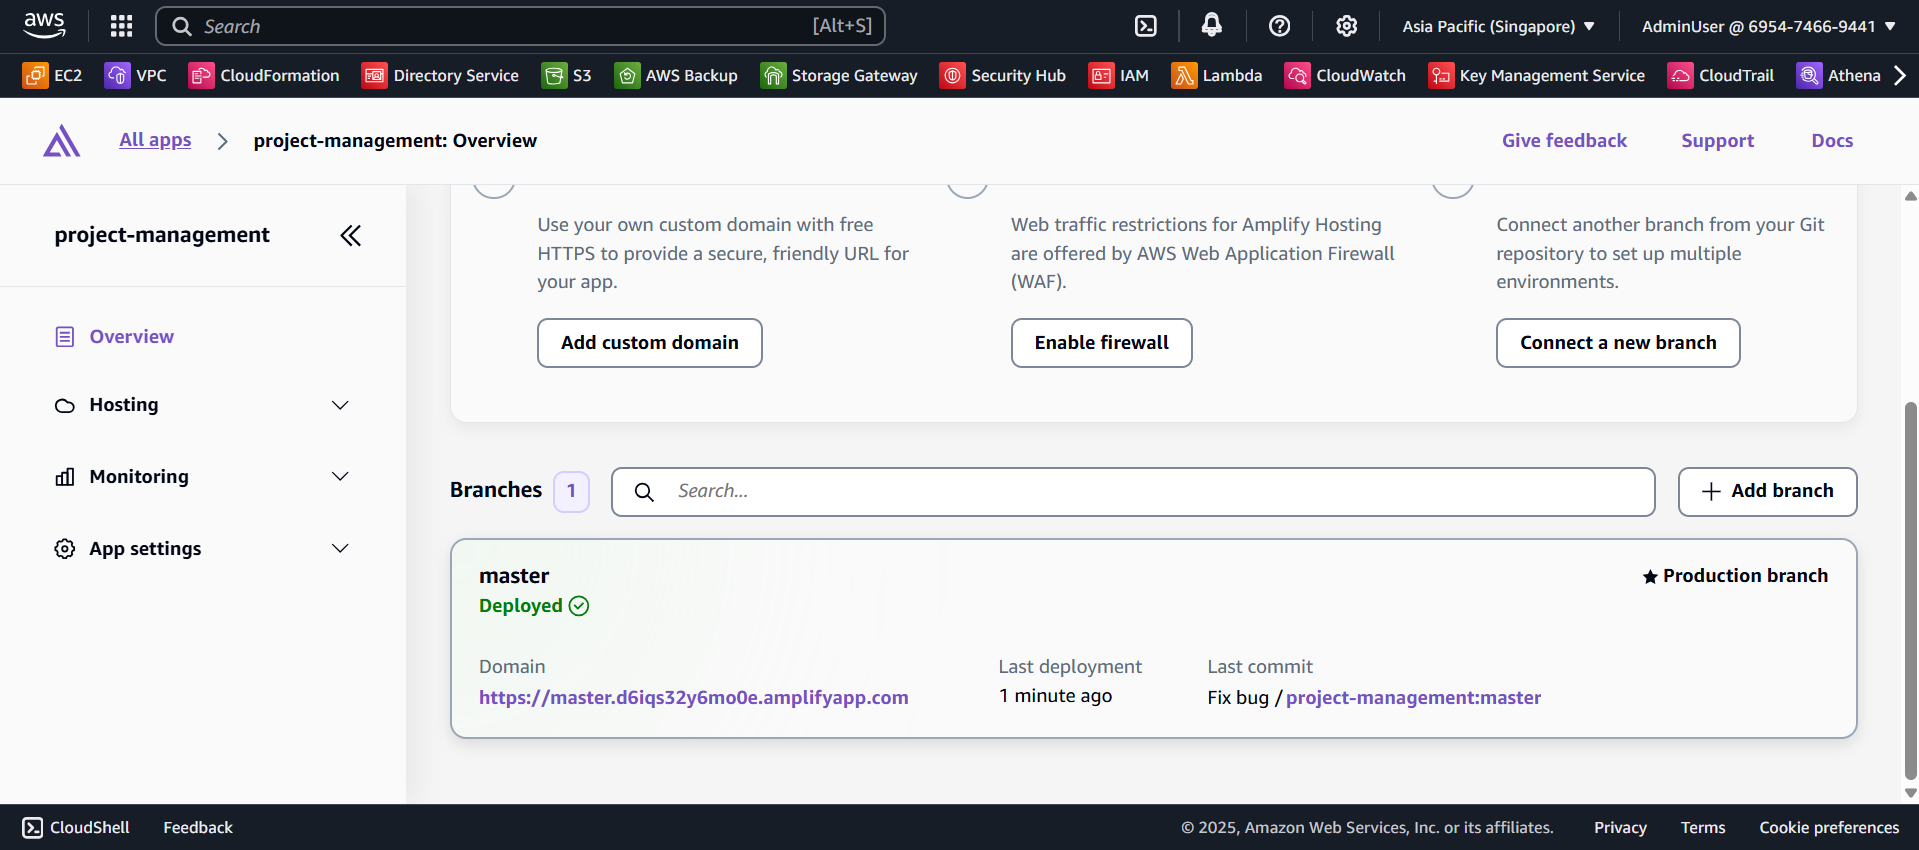 aws
Search [Alt+S]
Asia Pacific (Singapore)
AdminUser @ 6954-7466-9441
EC2 VPC CloudFormation Directory Service S3 AWS Backup Storage Gateway Security Hub IAM Lambda CloudWatch Key Management Service CloudTrail Athena
All apps
project-management: Overview
Give feedback Support Docs
project-management
Overview
Hosting
Monitoring
App settings
Use your own custom domain with free
HTTPS to provide a secure, friendly URL for
your app.
Add custom domain
Web traffic restrictions for Amplify Hosting
are offered by AWS Web Application Firewall
(WAF).
Enable firewall
Connect another branch from your Git
repository to set up multiple
environments.
Connect a new branch
Branches 1
Search...
Add branch
master
Production branch
Deployed
Domain
https://master.d6iqs32y6mo0e.amplifyapp.com
Last deployment
1 minute ago
Last commit
Fix bug / project-management:master
CloudShell Feedback
© 2025, Amazon Web Services, Inc. or its affiliates. Privacy Terms Cookie preferences